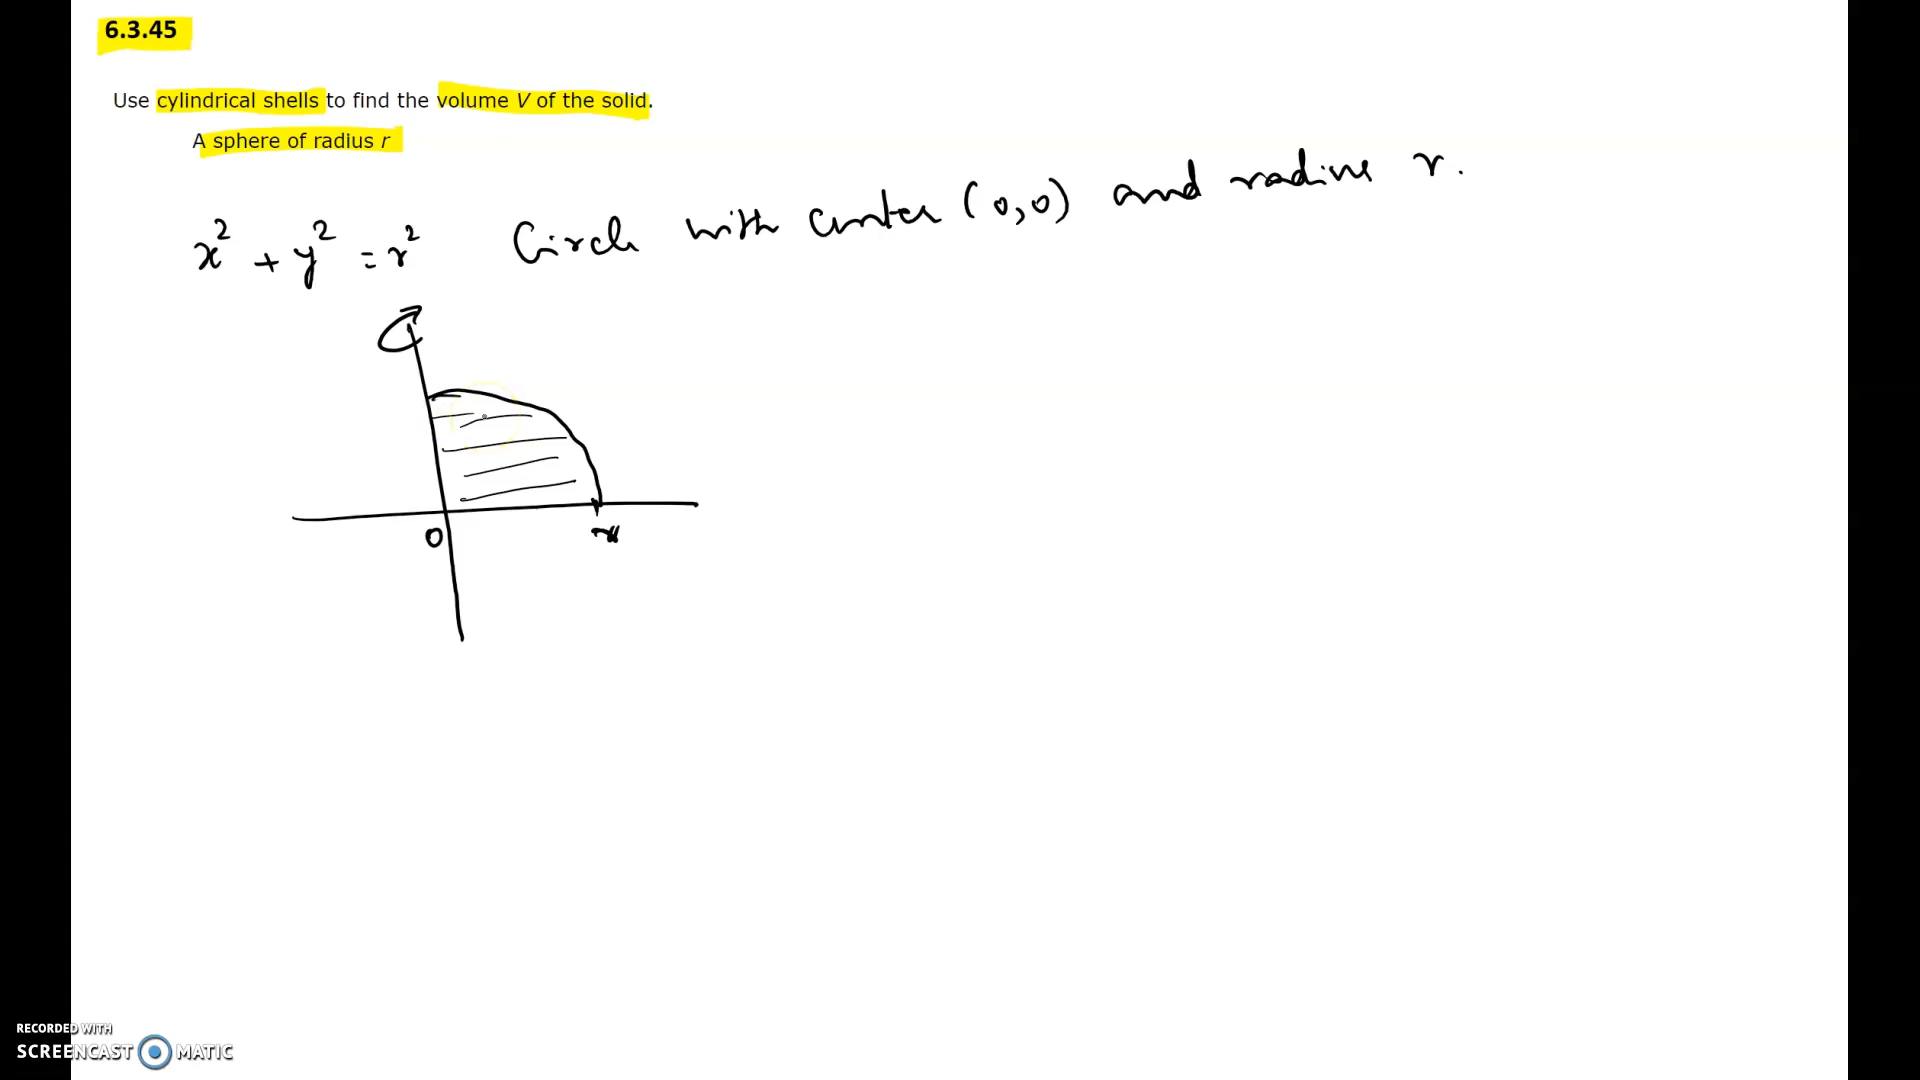 6.3.45
Use cylindrical shells to find the volume V of the solid.
A sphere of radius r
x² + y² = r² Circle with center (0,0) and radius r.
0 r
RECORDED WITH
SCREENCAST MATIC